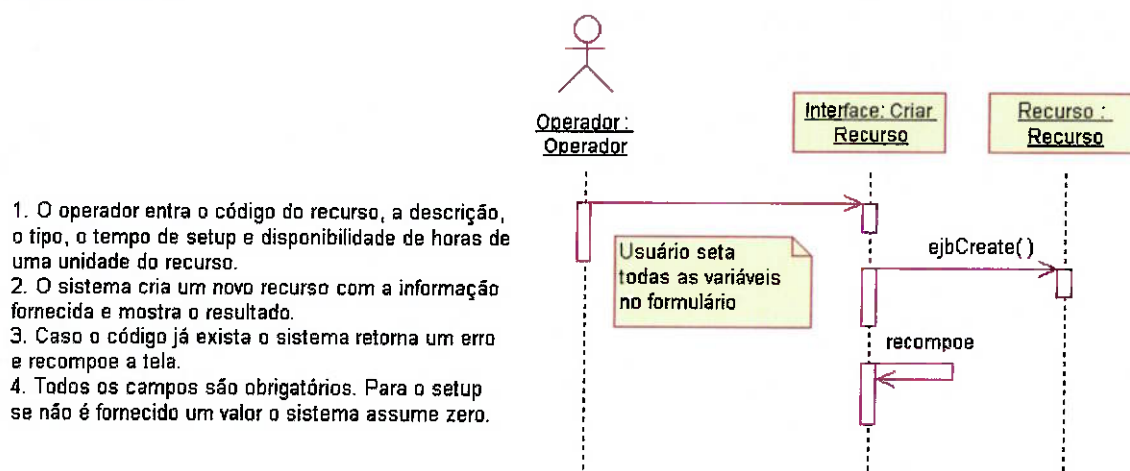 Operador :
Operador
Interface: Criar
Recurso
Recurso :
Recurso
1. O operador entra o código do recurso, a descrição,
o tipo, o tempo de setup e disponibilidade de horas de
uma unidade do recurso.
2. O sistema cria um novo recurso com a informação
fornecida e mostra o resultado.
3. Caso o código já exista o sistema retorna um erro
e recompoe a tela.
4. Todos os campos são obrigatórios. Para o setup
se não é fornecido um valor o sistema assume zero.
Usuário seta
todas as variáveis
no formulário
ejbCreate( )
recompoe